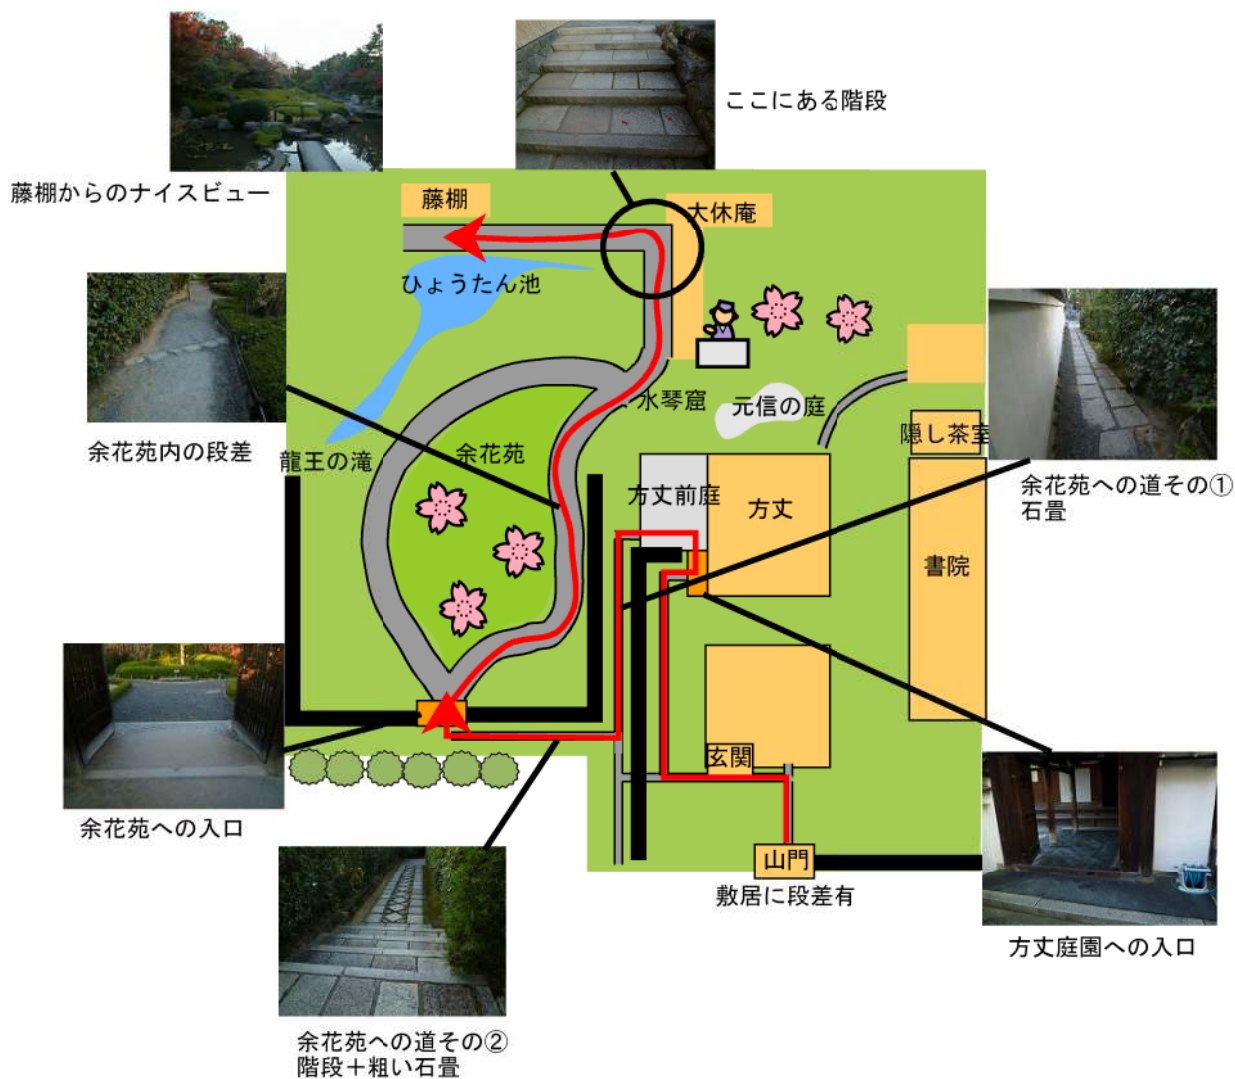 ここにある階段
藤棚からのナイスビュー
藤棚
大休庵
ひょうたん池
水琴窟
元信の庭
余花苑内の段差
龍王の滝
余花苑
隠し茶室
方丈前庭
方丈
余花苑への道その①
石畳
書院
玄関
余花苑への入口
山門
敷居に段差有
方丈庭園への入口
余花苑への道その②
階段＋粗い石畳